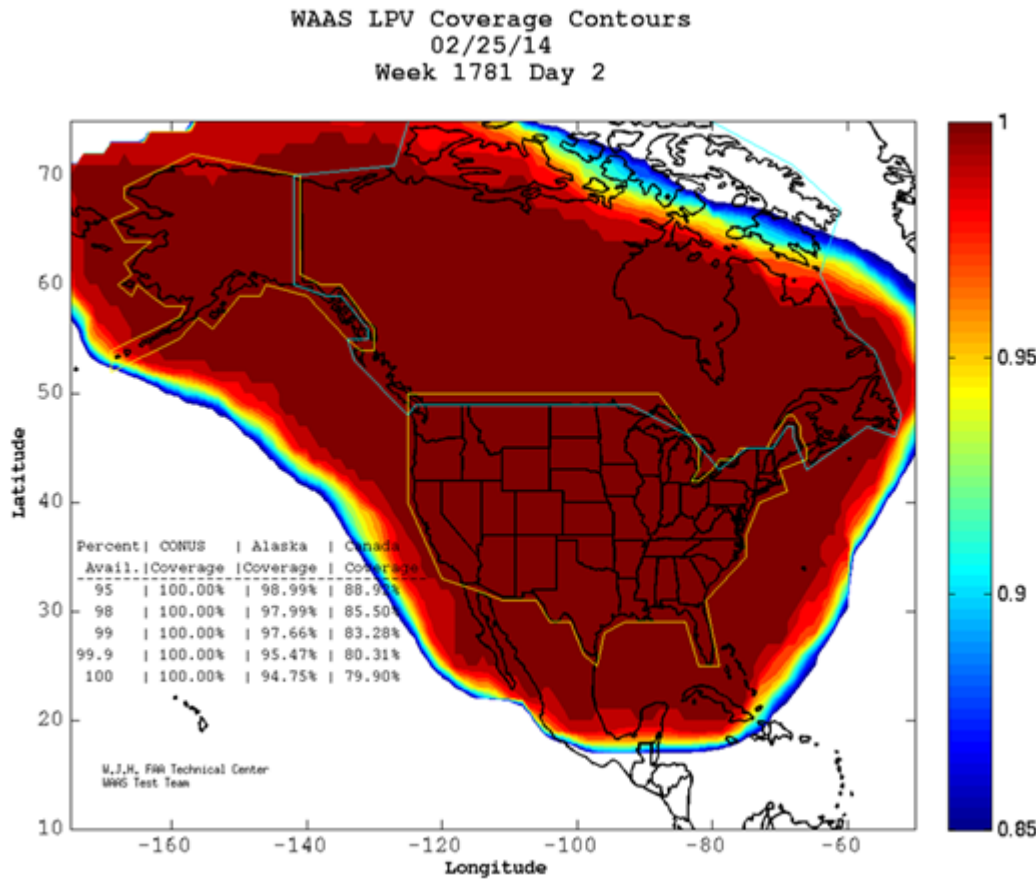 WAAS LPV Coverage Contours
02/25/14
Week 1781 Day 2
70
60
50
40
30
20
10
Latitude
-160
-140
-120
-100
-80
-60
Longitude
1
0.95
0.9
0.85
Percent| CONUS | Alaska | Canada
Avail.|Coverage |Coverage | Coverage
95 | 100.00% | 98.99% | 88.9%
98 | 100.00% | 97.99% | 85.50%
99 | 100.00% | 97.66% | 83.28%
99.9 | 100.00% | 95.47% | 80.31%
100 | 100.00% | 94.75% | 79.90%
W.J.H. FAA Technical Center
WAAS Test Team